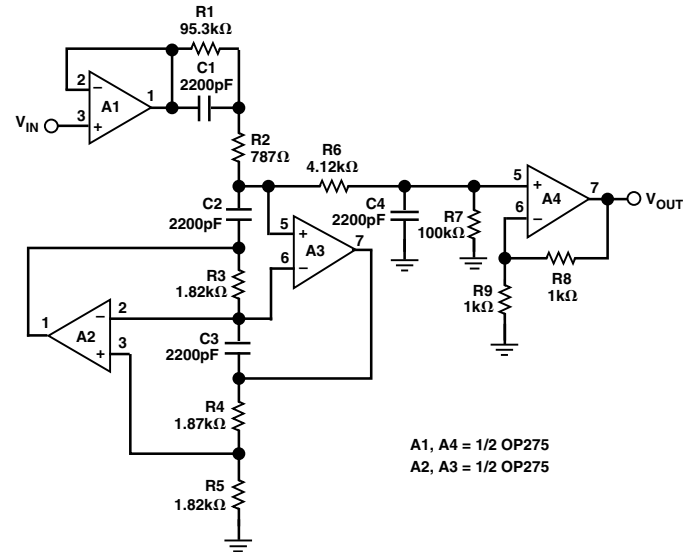 R1
95.3kΩ
C1
2200pF
2
−
A1
1
3
+
VIN
R2
787Ω
R6
4.12kΩ
C2
2200pF
C4
2200pF
R7
100kΩ
5
+
A4
7
VOUT
6
−
R8
1kΩ
R9
1kΩ
5
+
A3
7
6
−
R3
1.82kΩ
1
A2
−
2
+
3
C3
2200pF
R4
1.87kΩ
R5
1.82kΩ
A1, A4 = 1/2 OP275
A2, A3 = 1/2 OP275